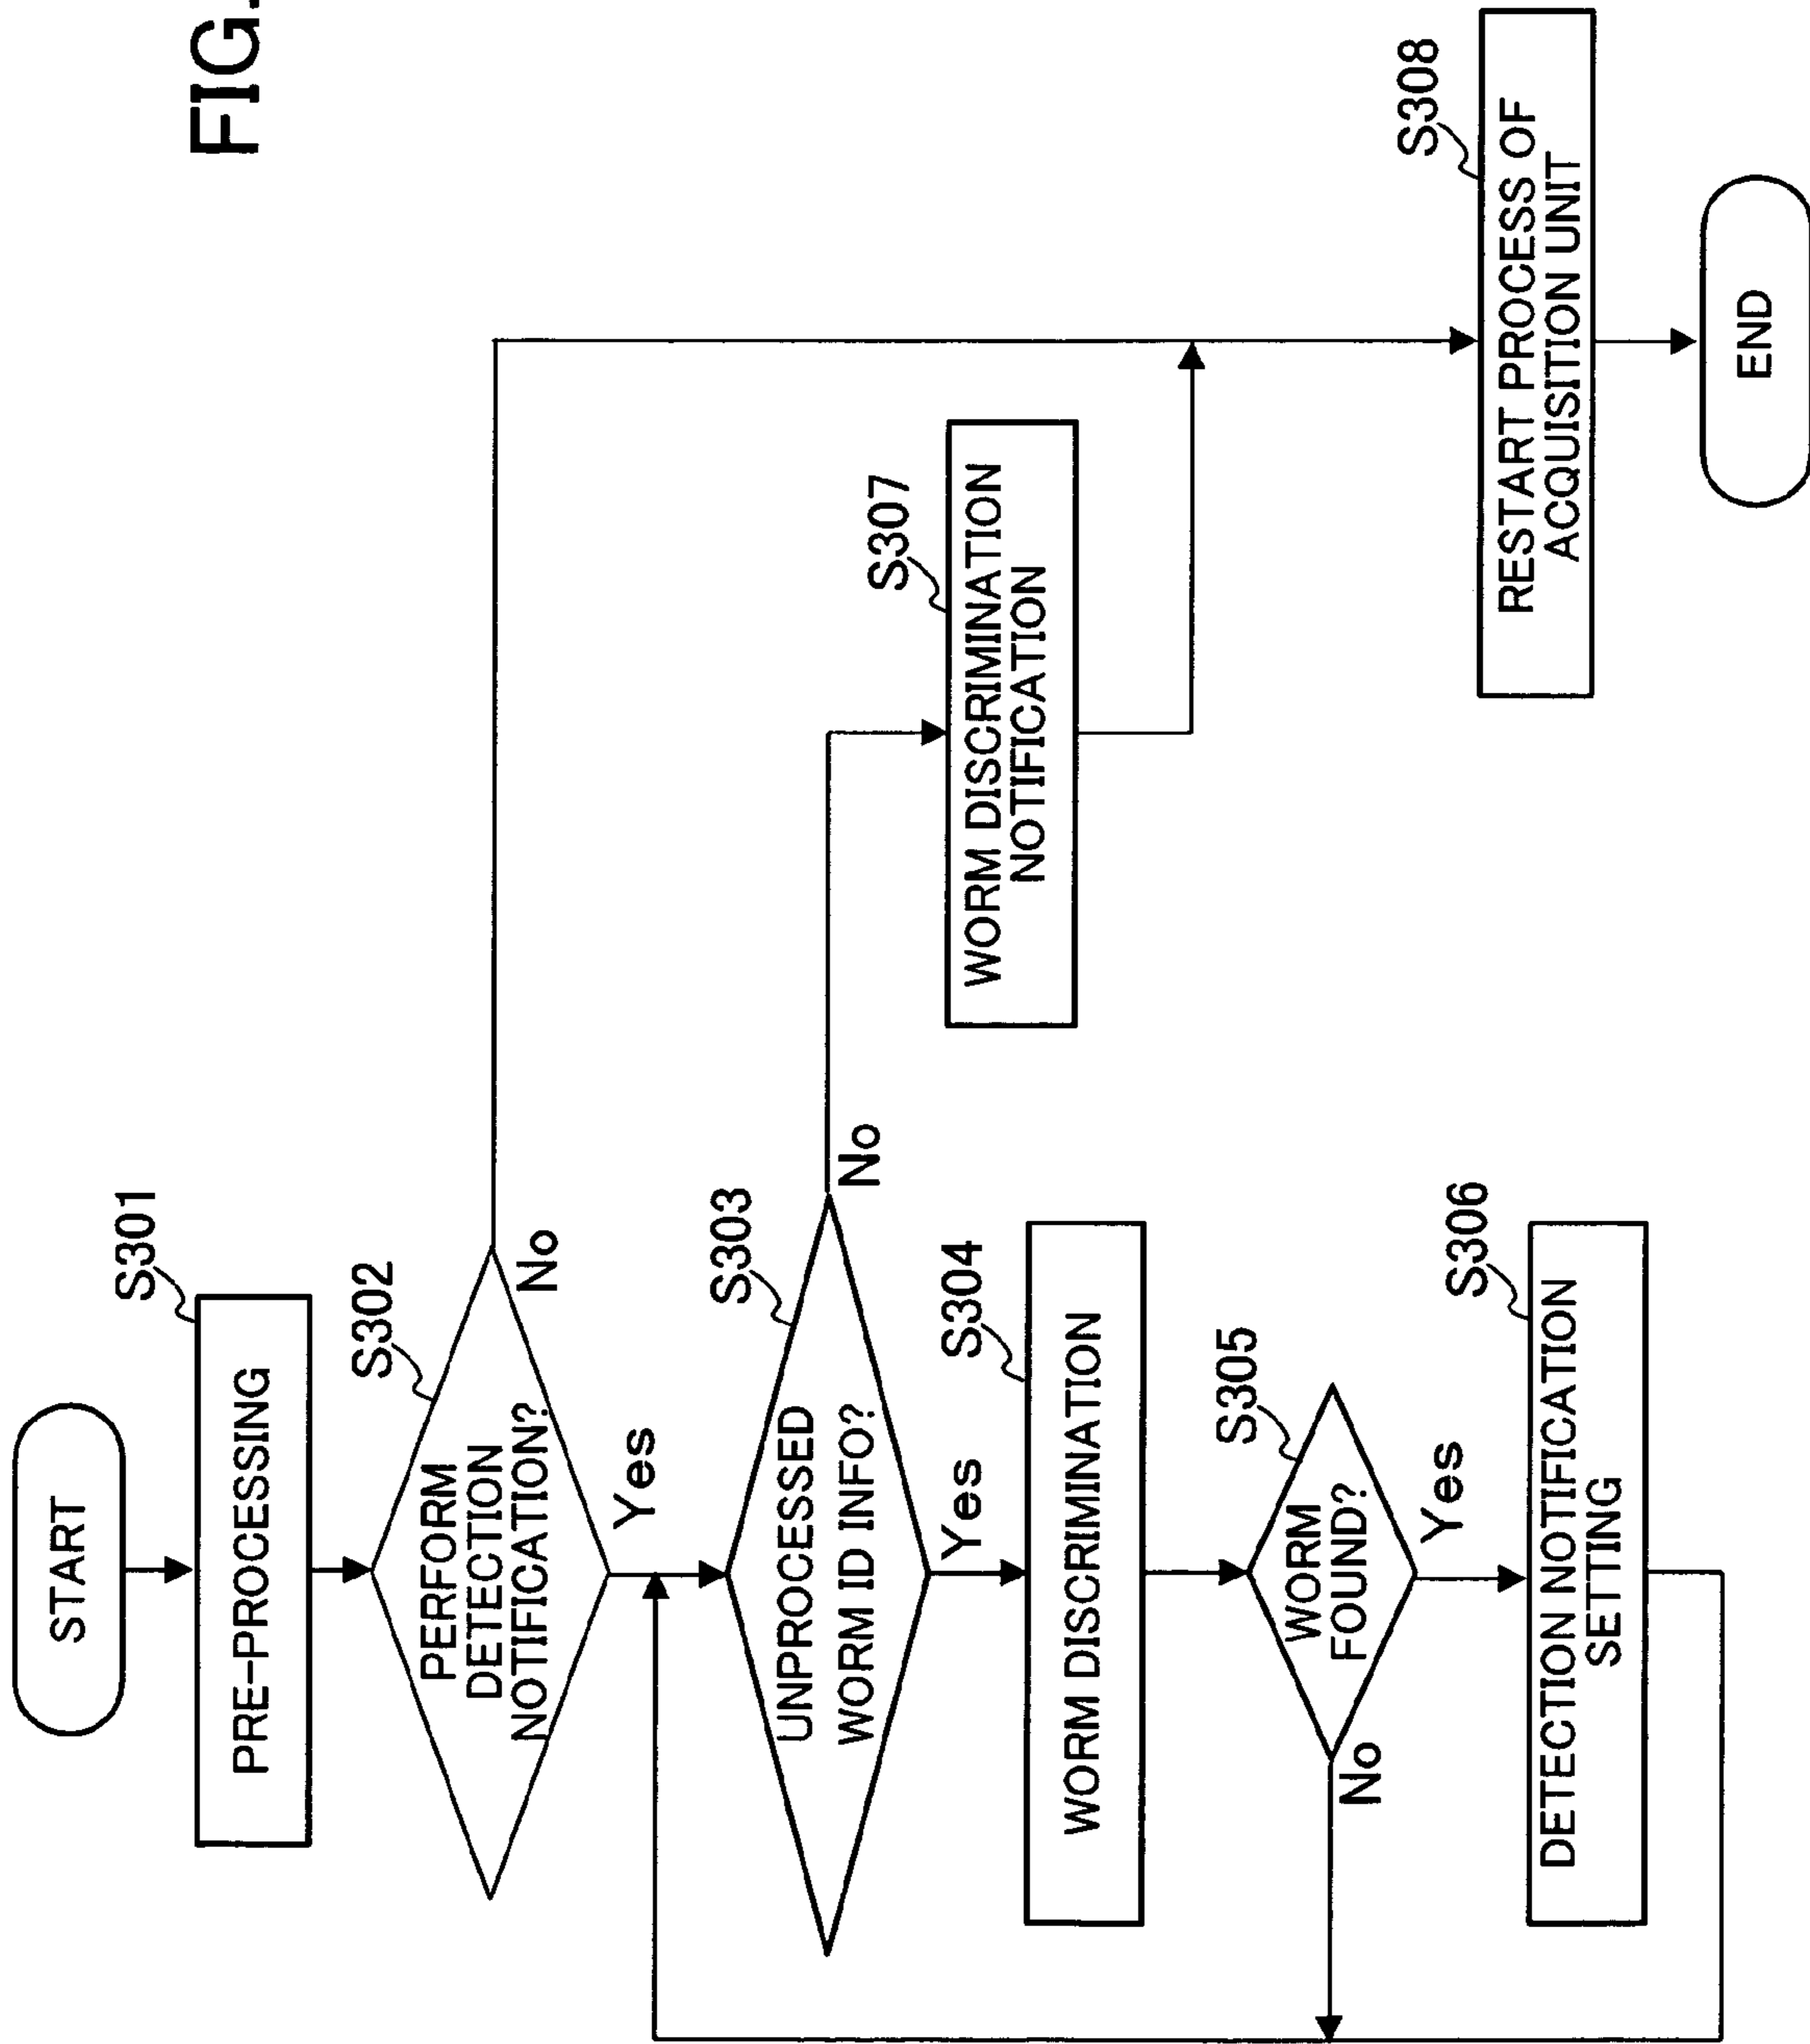 FIG.
START
S301
PRE-PROCESSING
S302
PERFORM
DETECTION
NOTIFICATION?
No
Yes
S303
UNPROCESSED
WORM ID INFO?
No
Yes
S304
WORM DISCRIMINATION
S305
WORM
FOUND?
No
Yes
S306
DETECTION NOTIFICATION
SETTING
S307
WORM DISCRIMINATION
NOTIFICATION
S308
RESTART PROCESS OF
ACQUISITION UNIT
END